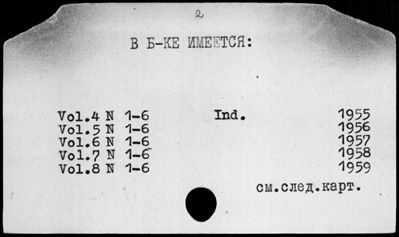 2
В Б-КЕ ИМЕЕТСЯ:
Vol.4 N 1-6 Ind. 1955
Vol.5 N 1-6 1956
Vol.6 N 1-6 1957
Vol.7 N 1-6 1958
Vol.8 N 1-6 1959
см.след.карт.